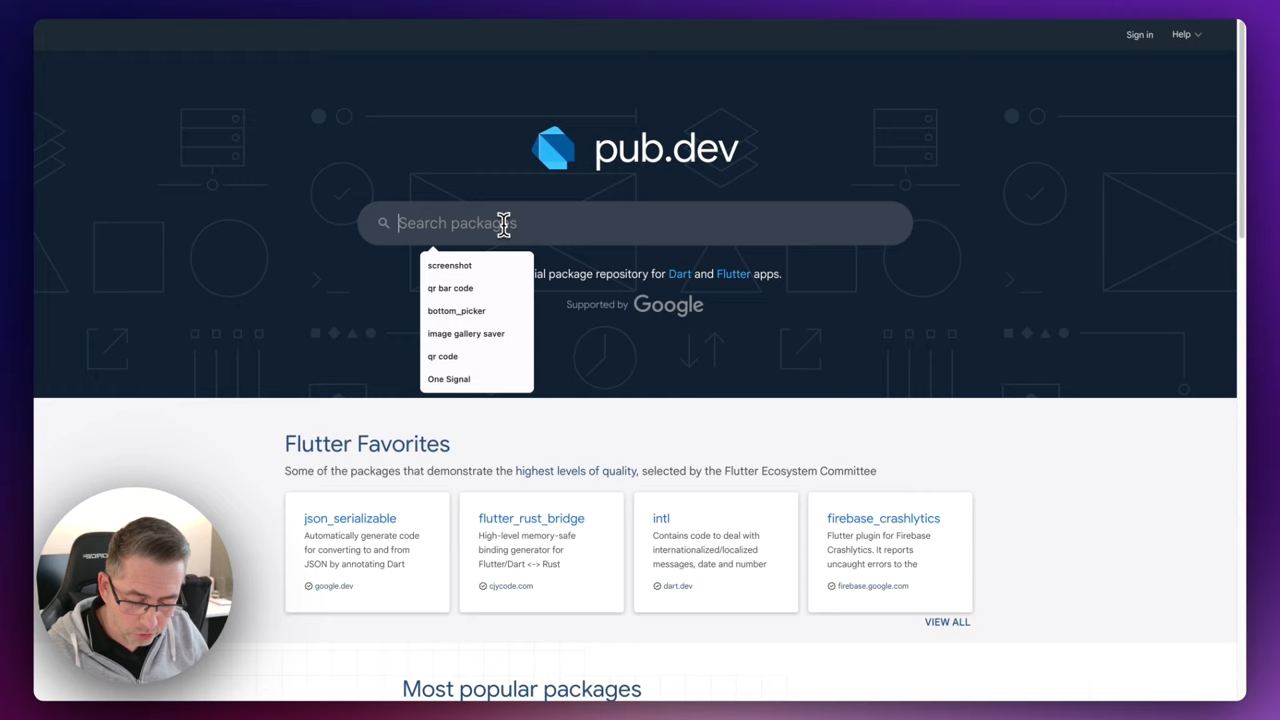 Sign in
Help
pub.dev
Search packages
screenshot
qr bar code
bottom_picker
image gallery saver
qr code
One Signal
ial package repository for Dart and Flutter apps.
Supported by Google
Flutter Favorites
Some of the packages that demonstrate the highest levels of quality, selected by the Flutter Ecosystem Committee
json_serializable
Automatically generate code
for converting to and from
JSON by annotating Dart
google.dev
flutter_rust_bridge
High-level memory-safe
binding generator for
Flutter/Dart <-> Rust
cjycode.com
intl
Contains code to deal with
internationalized/localized
messages, date and number
dart.dev
firebase_crashlytics
Flutter plugin for Firebase
Crashlytics. It reports
uncaught errors to the
firebase.google.com
VIEW ALL
Most popular packages